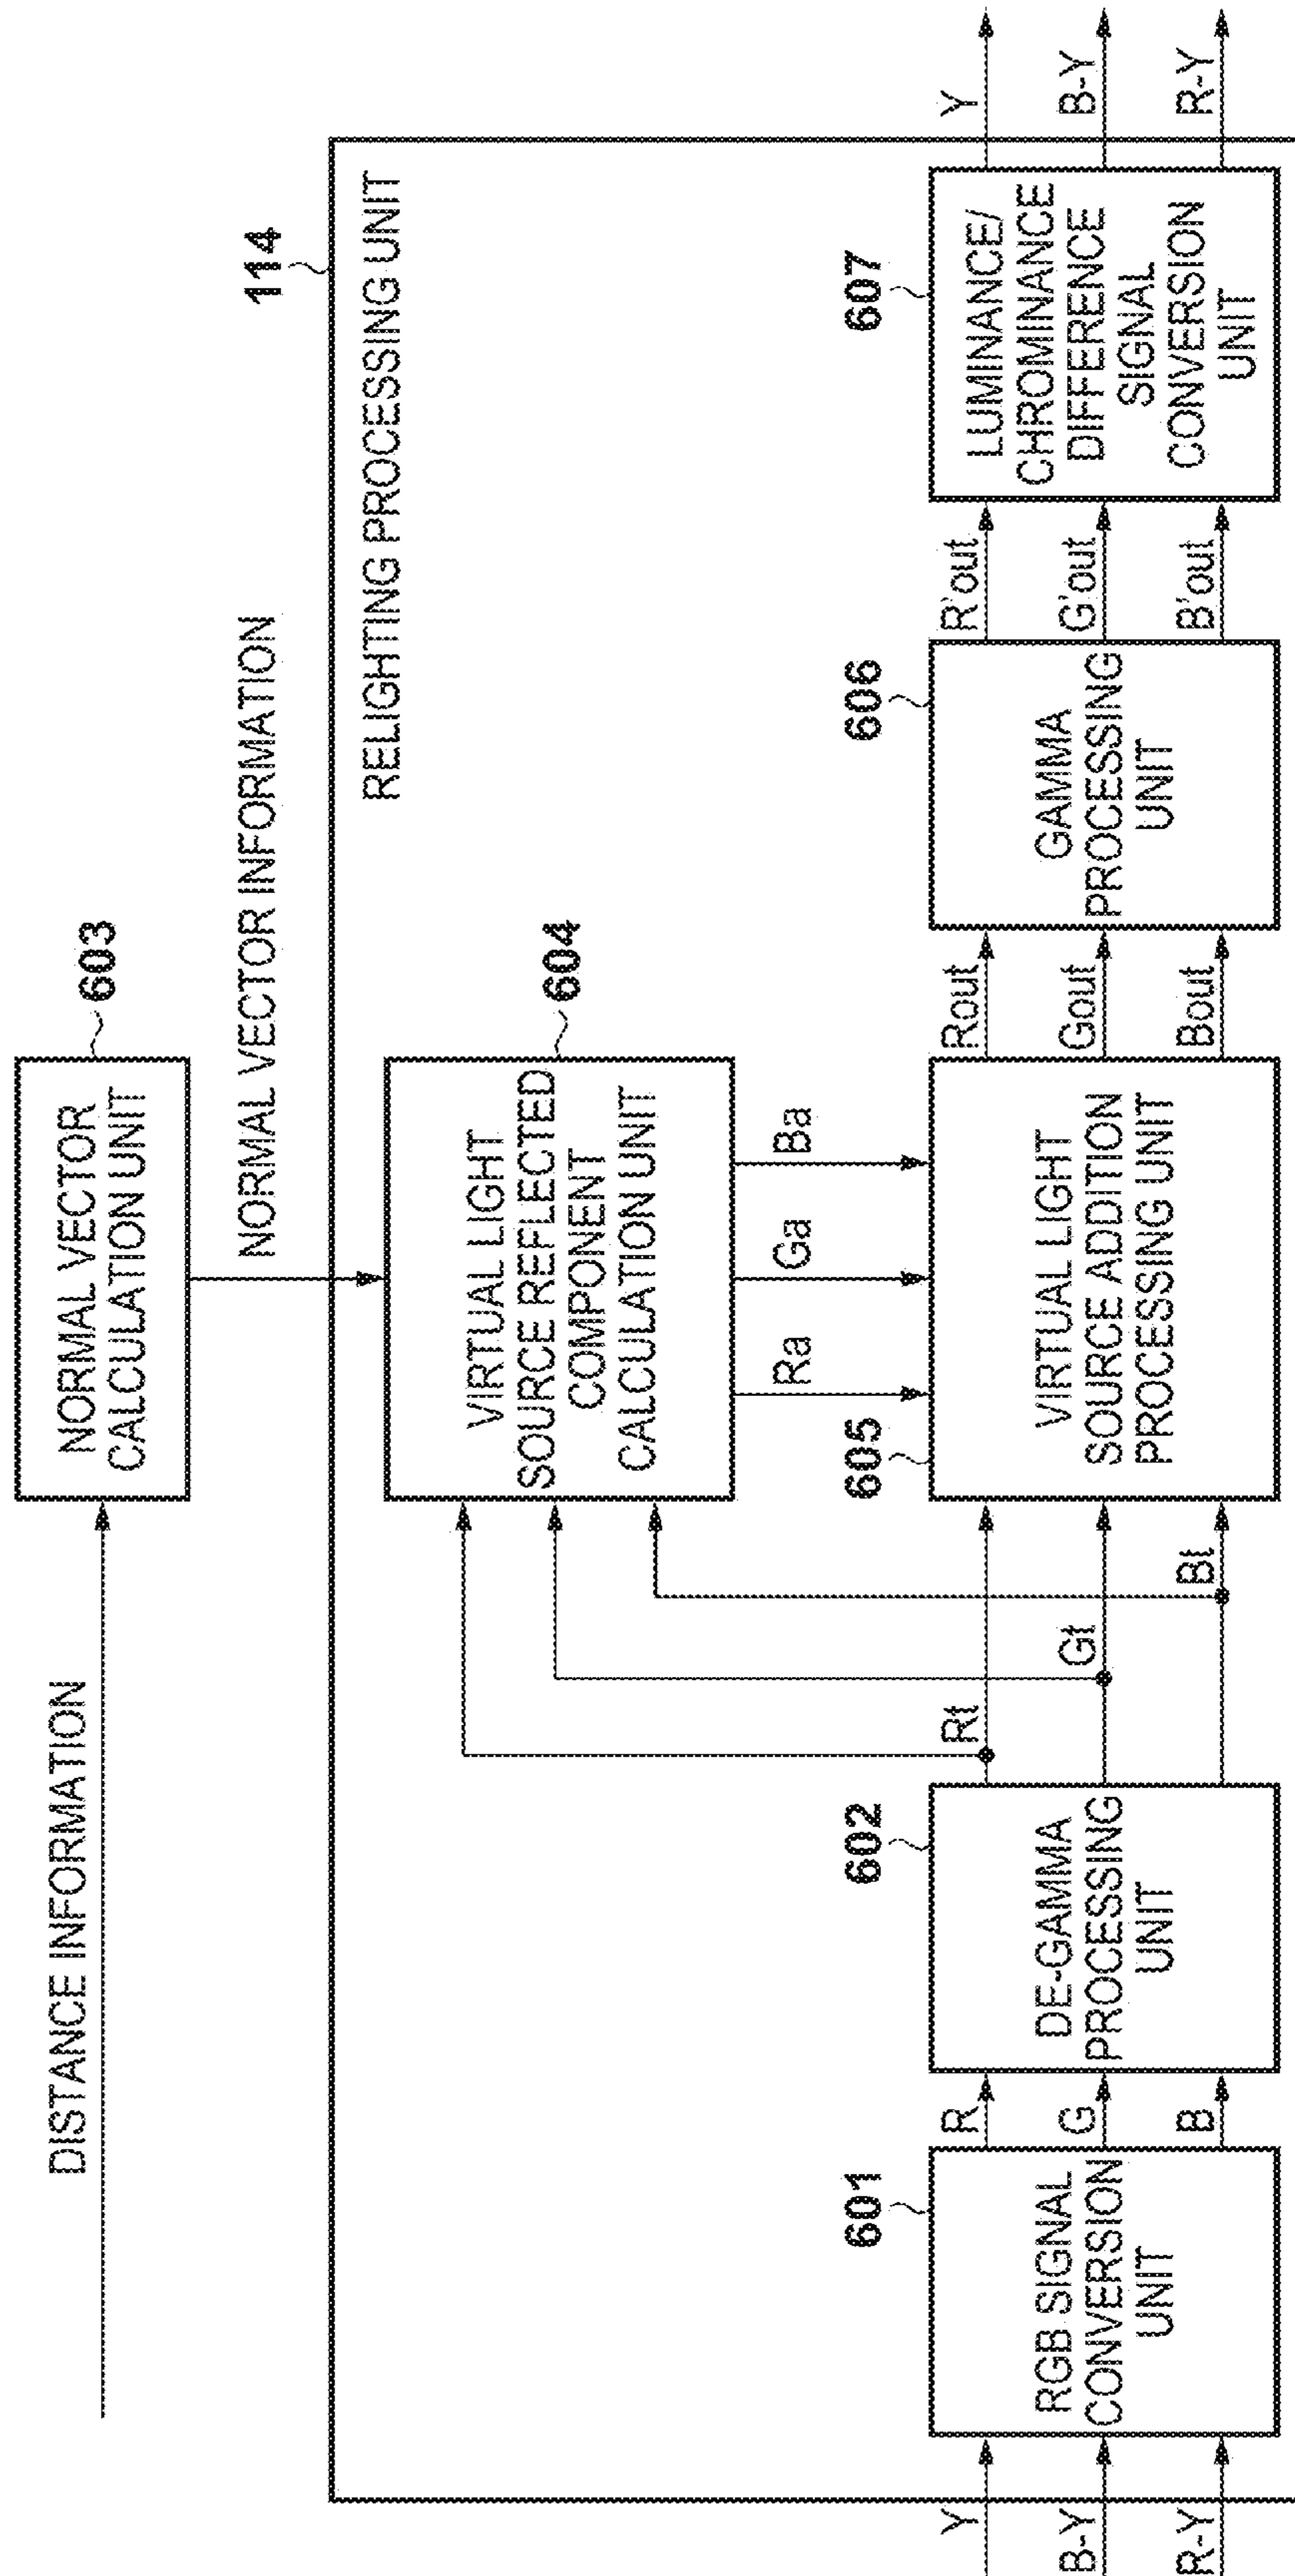 DISTANCE INFORMATION
NORMAL VECTOR
CALCULATION UNIT
603
NORMAL VECTOR INFORMATION
114
RELIGHTING PROCESSING UNIT
VIRTUAL LIGHT
SOURCE REFLECTED
COMPONENT
CALCULATION UNIT
604
Ra
Ga
Ba
Y
B-Y
R-Y
601
RGB SIGNAL
CONVERSION
UNIT
R
G
B
602
DE-GAMMA
PROCESSING
UNIT
Rt
Gt
Bt
605
VIRTUAL LIGHT
SOURCE ADDITION
PROCESSING UNIT
Rout
Gout
Bout
606
GAMMA
PROCESSING
UNIT
R'out
G'out
B'out
607
LUMINANCE/
CHROMINANCE
DIFFERENCE
SIGNAL
CONVERSION
UNIT
Y
B-Y
R-Y